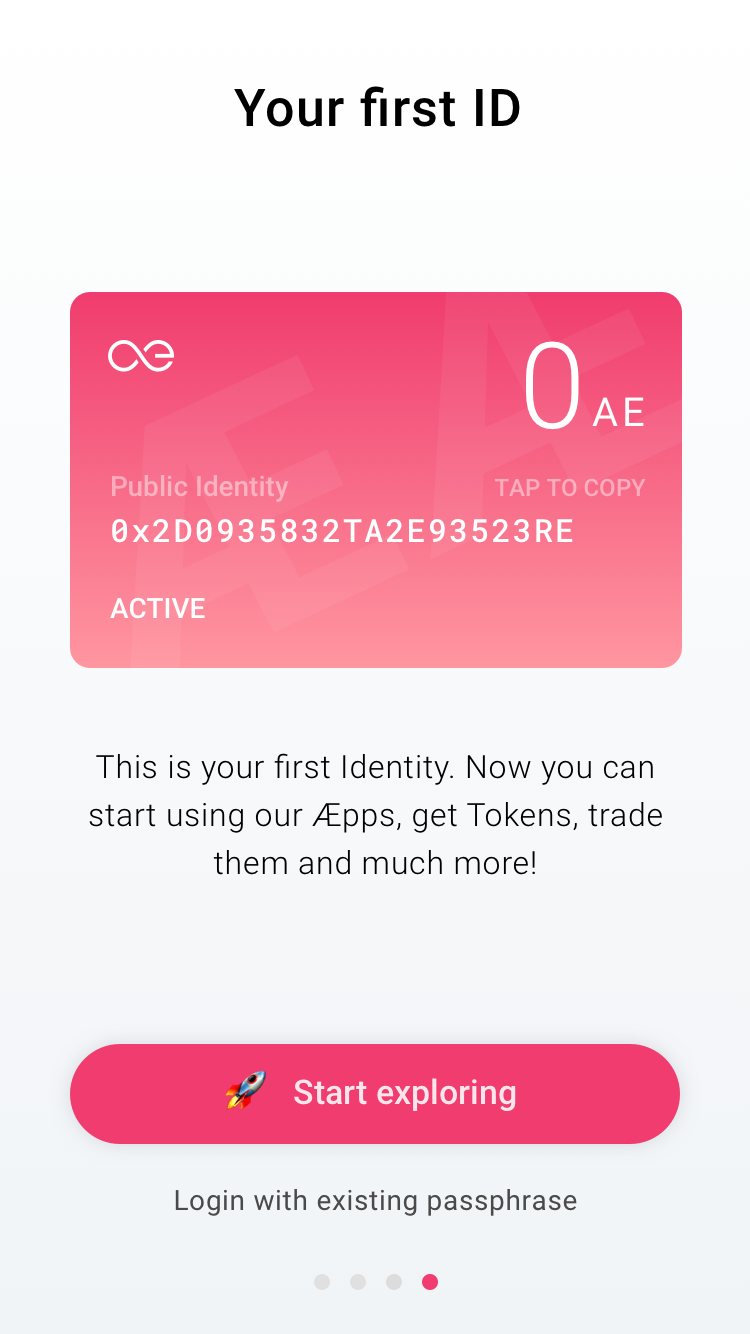 Your first ID
0 AE
Public Identity TAP TO COPY
0x2D0935832TA2E93523RE
ACTIVE
This is your first Identity. Now you can
start using our Æpps, get Tokens, trade
them and much more!
🚀 Start exploring
Login with existing passphrase